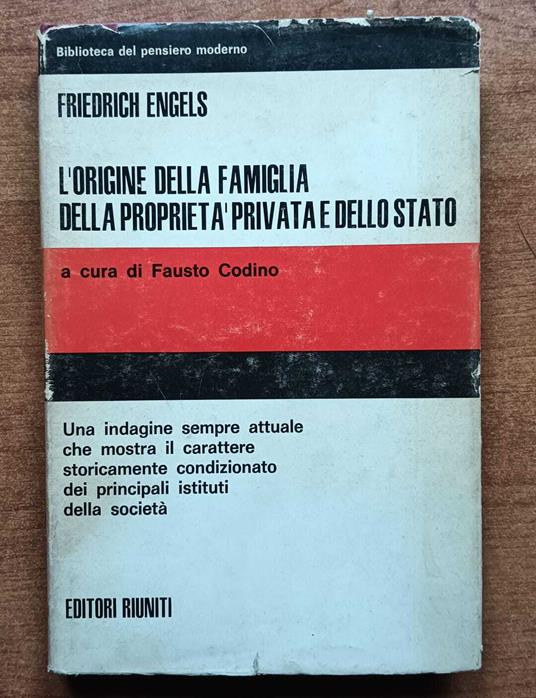 Biblioteca del pensiero moderno
FRIEDRICH ENGELS
L'ORIGINE DELLA FAMIGLIA
DELLA PROPRIETA' PRIVATA E DELLO STATO
a cura di Fausto Codino
Una indagine sempre attuale
che mostra il carattere
storicamente condizionato
dei principali istituti
della società
EDITORI RIUNITI